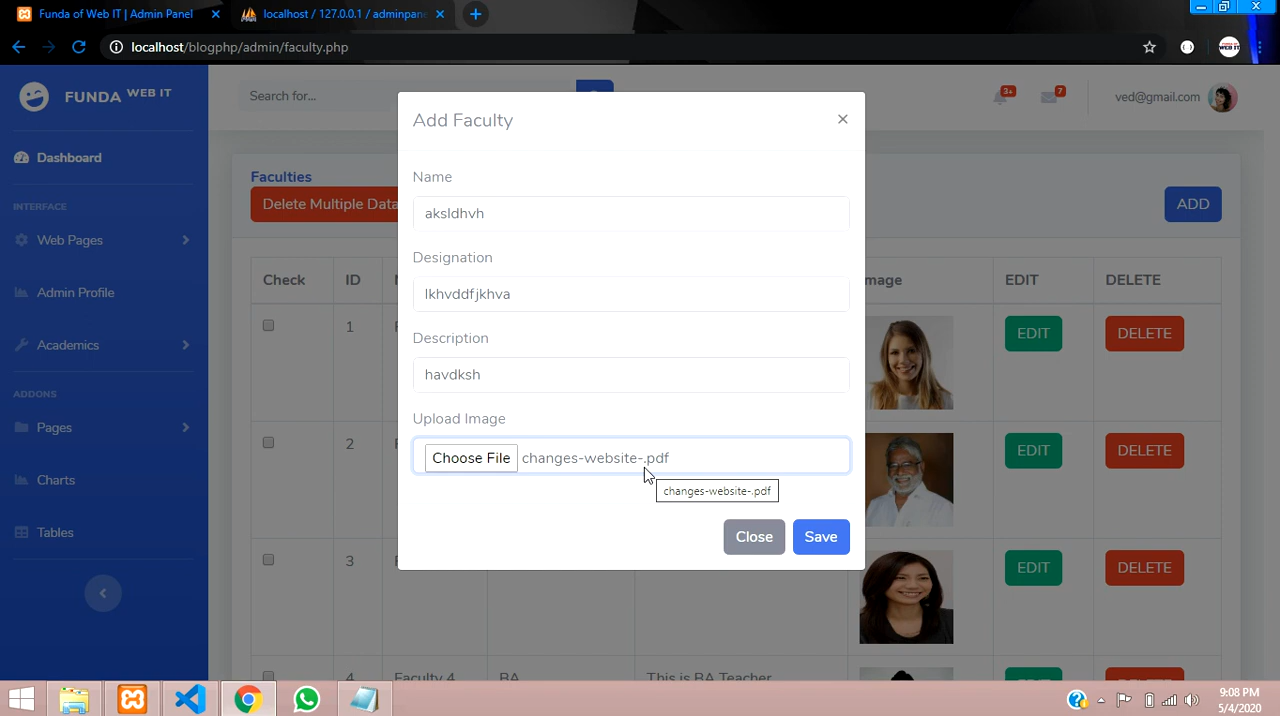 Funda of Web IT | Admin Panel
localhost / 127.0.0.1 / adminpane
localhost/blogphp/admin/faculty.php
FUNDA WEB IT
Search for...
3+
7
ved@gmail.com
Dashboard
INTERFACE
Web Pages
Admin Profile
Academics
ADDONS
Pages
Charts
Tables
Faculties
Delete Multiple Data
ADD
Check ID EDIT DELETE
1 EDIT DELETE
2 EDIT DELETE
3 EDIT DELETE
4 Faculty 4 BA This is BA Teacher
Add Faculty
×
Name
aksldhvh
Designation
lkhvddfjkhva
Description
havdksh
Upload Image
Choose File changes-website-.pdf
changes-website-.pdf
Close Save
9:08 PM
5/4/2020